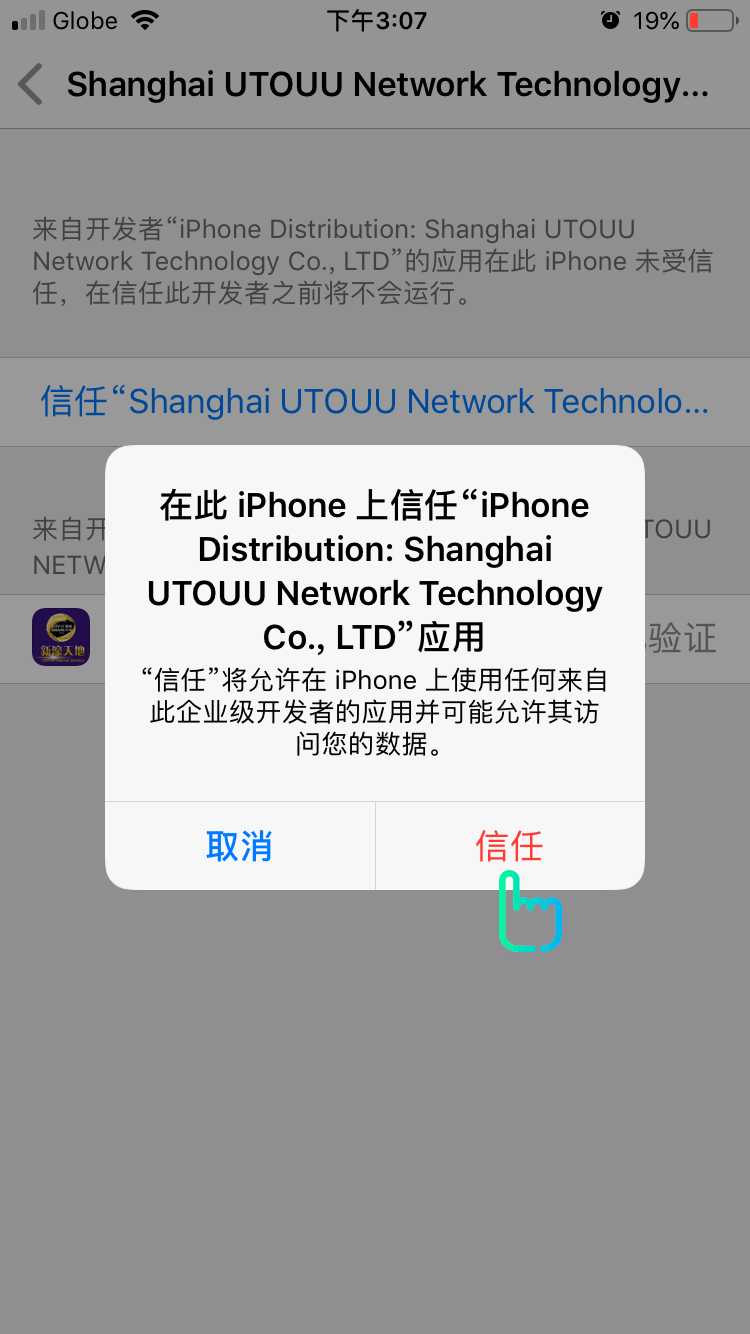 Globe
下午3:07
19%
Shanghai UTOUU Network Technology...
来自开发者“iPhone Distribution: Shanghai UTOUU
Network Technology Co., LTD”的应用在此 iPhone 未受信
任，在信任此开发者之前将不会运行。
信任“Shanghai UTOUU Network Technolo...
在此 iPhone 上信任“iPhone
Distribution: Shanghai
UTOUU Network Technology
Co., LTD”应用
“信任”将允许在 iPhone 上使用任何来自
此企业级开发者的应用并可能允许其访
问您的数据。
取消
信任
来自开
TOUU
NETW
新濠天地
验证